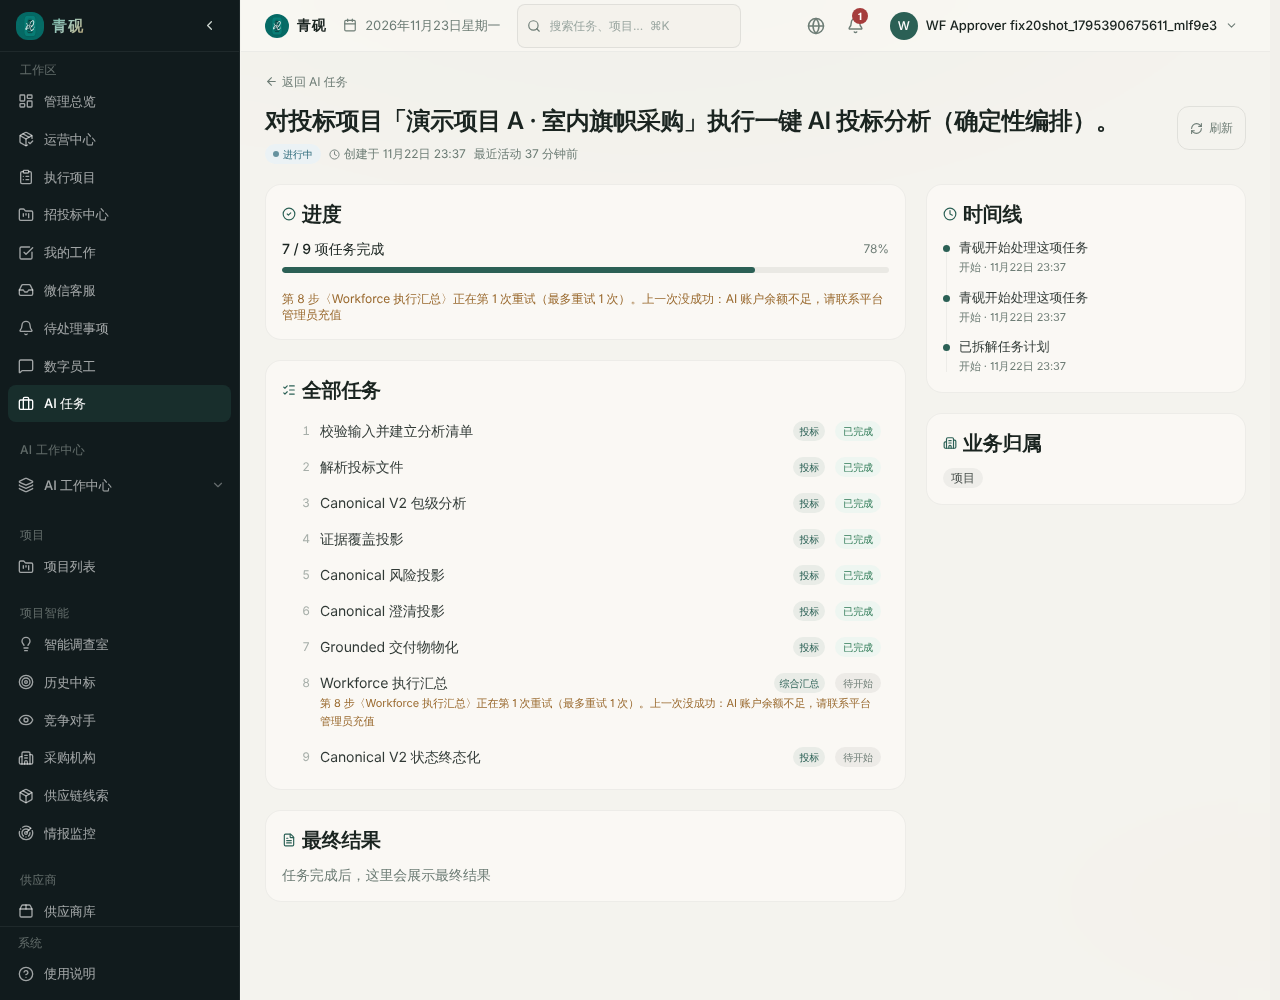 青砚
工作区
管理总览
运营中心
执行项目
招投标中心
我的工作
微信客服
待处理事项
数字员工
AI 任务
AI 工作中心
AI 工作中心
项目
项目列表
项目智能
智能调查室
历史中标
竞争对手
采购机构
供应链线索
情报监控
供应商
供应商库
系统
使用说明
青砚
2026年11月23日星期一
搜索任务、项目... ⌘K
1
W
WF Approver fix20shot_1795390675611_mlf9e3
返回 AI 任务
对投标项目「演示项目 A · 室内旗帜采购」执行一键 AI 投标分析（确定性编排）。
刷新
进行中
创建于 11月22日 23:37
最近活动 37 分钟前
进度
7 / 9 项任务完成
78%
第 8 步〈Workforce 执行汇总〉正在第 1 次重试（最多重试 1 次）。上一次没成功：AI 账户余额不足，请联系平台
管理员充值
全部任务
1 校验输入并建立分析清单 投标 已完成
2 解析投标文件 投标 已完成
3 Canonical V2 包级分析 投标 已完成
4 证据覆盖投影 投标 已完成
5 Canonical 风险投影 投标 已完成
6 Canonical 澄清投影 投标 已完成
7 Grounded 交付物物化 投标 已完成
8 Workforce 执行汇总 综合汇总 待开始
第 8 步〈Workforce 执行汇总〉正在第 1 次重试（最多重试 1 次）。上一次没成功：AI 账户余额不足，请联系平台
管理员充值
9 Canonical V2 状态终态化 投标 待开始
最终结果
任务完成后，这里会展示最终结果
时间线
青砚开始处理这项任务
开始 · 11月22日 23:37
青砚开始处理这项任务
开始 · 11月22日 23:37
已拆解任务计划
开始 · 11月22日 23:37
业务归属
项目